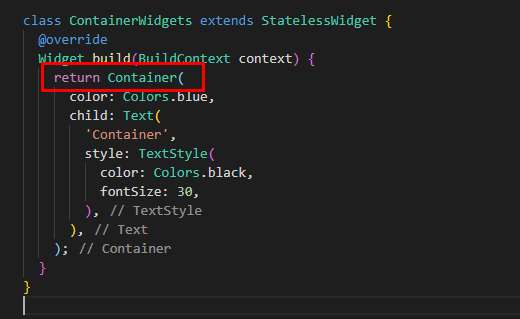 class ContainerWidgets extends StatelessWidget {
@override
Widget build(BuildContext context) {
return Container(
color: Colors.blue,
child: Text(
'Container',
style: TextStyle(
color: Colors.black,
fontSize: 30,
), // TextStyle
), // Text
); // Container
}
}